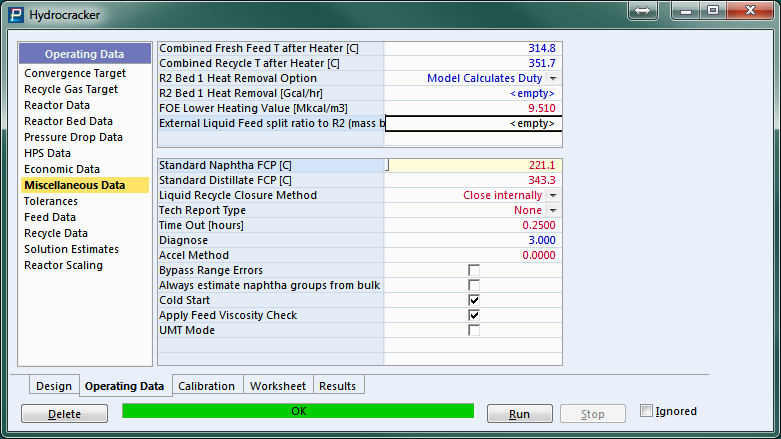 Hydrocracker
Operating Data
Convergence Target
Recycle Gas Target
Reactor Data
Reactor Bed Data
Pressure Drop Data
HPS Data
Economic Data
Miscellaneous Data
Tolerances
Feed Data
Recycle Data
Solution Estimates
Reactor Scaling
Combined Fresh Feed T after Heater [C] 314.8
Combined Recycle T after Heater [C] 351.7
R2 Bed 1 Heat Removal Option Model Calculates Duty
R2 Bed 1 Heat Removal [Gcal/hr] <empty>
FOE Lower Heating Value [Mkcal/m3] 9.510
External Liquid Feed split ratio to R2 (mass b <empty>
Standard Naphtha FCP [C] 221.1
Standard Distillate FCP [C] 343.3
Liquid Recycle Closure Method Close internally
Tech Report Type None
Time Out [hours] 0.2500
Diagnose 3.000
Accel Method 0.0000
Bypass Range Errors
Always estimate naphtha groups from bulk
Cold Start
Apply Feed Viscosity Check
UMT Mode
Design Operating Data Calibration Worksheet Results
Delete OK Run Stop Ignored